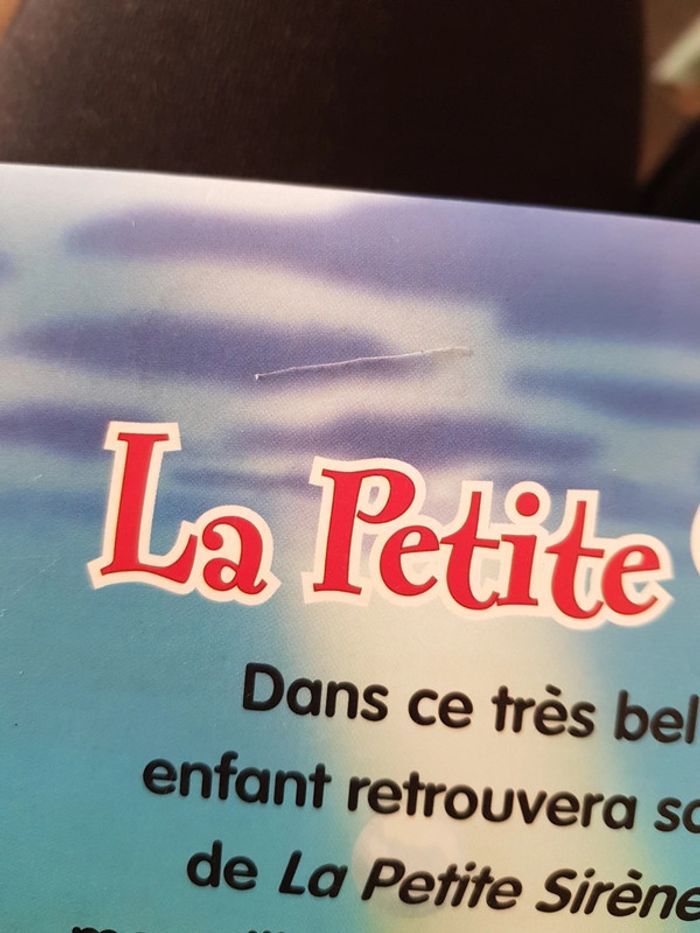 La Petite
Dans ce très bel
enfant retrouvera
de La Petite Sirène